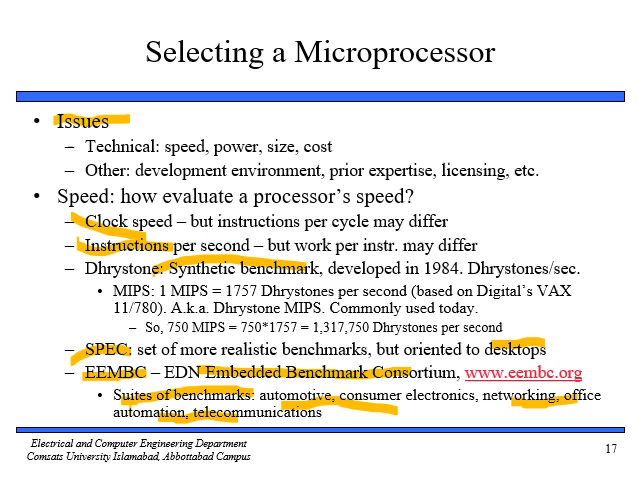 Selecting a Microprocessor
• Issues
– Technical: speed, power, size, cost
– Other: development environment, prior expertise, licensing, etc.
• Speed: how evaluate a processor's speed?
– Clock speed – but instructions per cycle may differ
– Instructions per second – but work per instr. may differ
– Dhrystone: Synthetic benchmark, developed in 1984. Dhrystones/sec.
• MIPS: 1 MIPS = 1757 Dhrystones per second (based on Digital's VAX
11/780). A.k.a. Dhrystone MIPS. Commonly used today.
– So, 750 MIPS = 750*1757 = 1,317,750 Dhrystones per second
– SPEC: set of more realistic benchmarks, but oriented to desktops
– EEMBC – EDN Embedded Benchmark Consortium, www.eembc.org
• Suites of benchmarks: automotive, consumer electronics, networking, office
automation, telecommunications
Electrical and Computer Engineering Department
Comsats University Islamabad, Abbottabad Campus
17